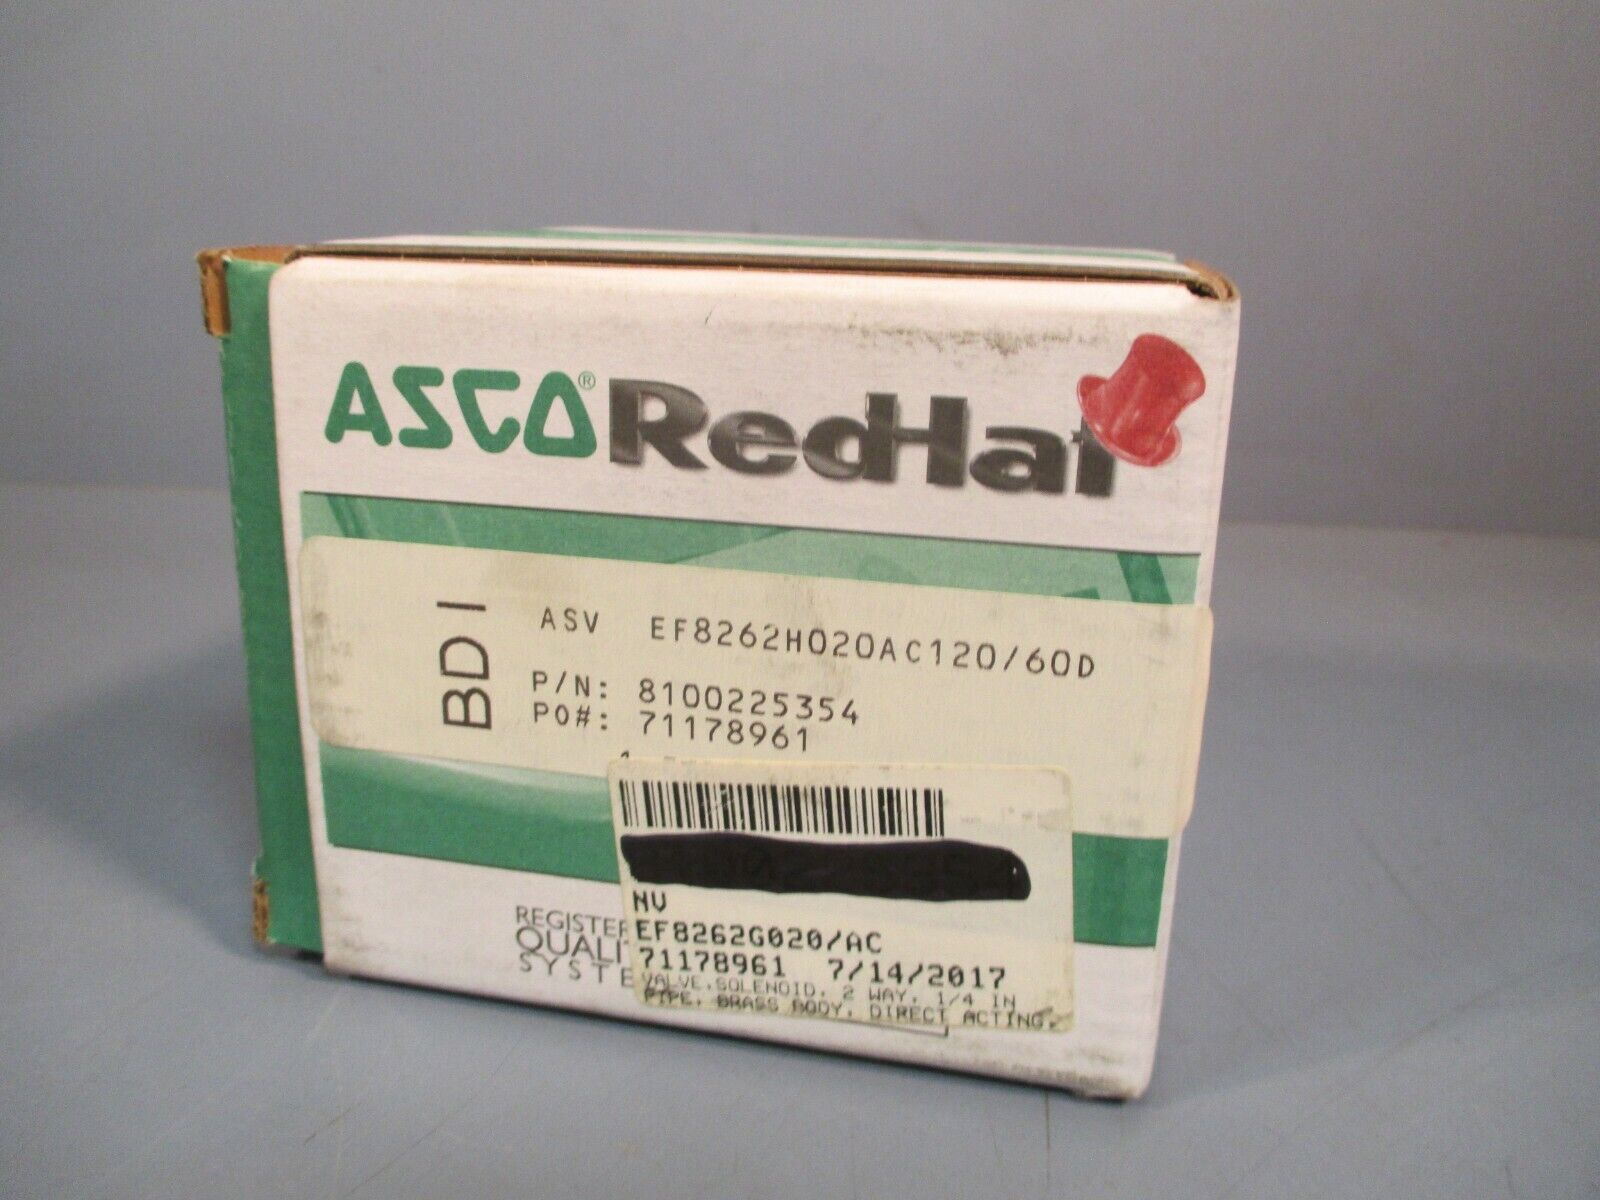 ASCO® RedHat
BDI
ASV EF8262H020AC120/60D
P/N: 8100225354
PO#: 71178961
NV
EF8262G020/AC
71178961 7/14/2017
VALVE,SOLENOID, 2 WAY, 1/4 IN
PIPE, BRASS BODY, DIRECT ACTING,
REGISTER
QUALI
SYSTE